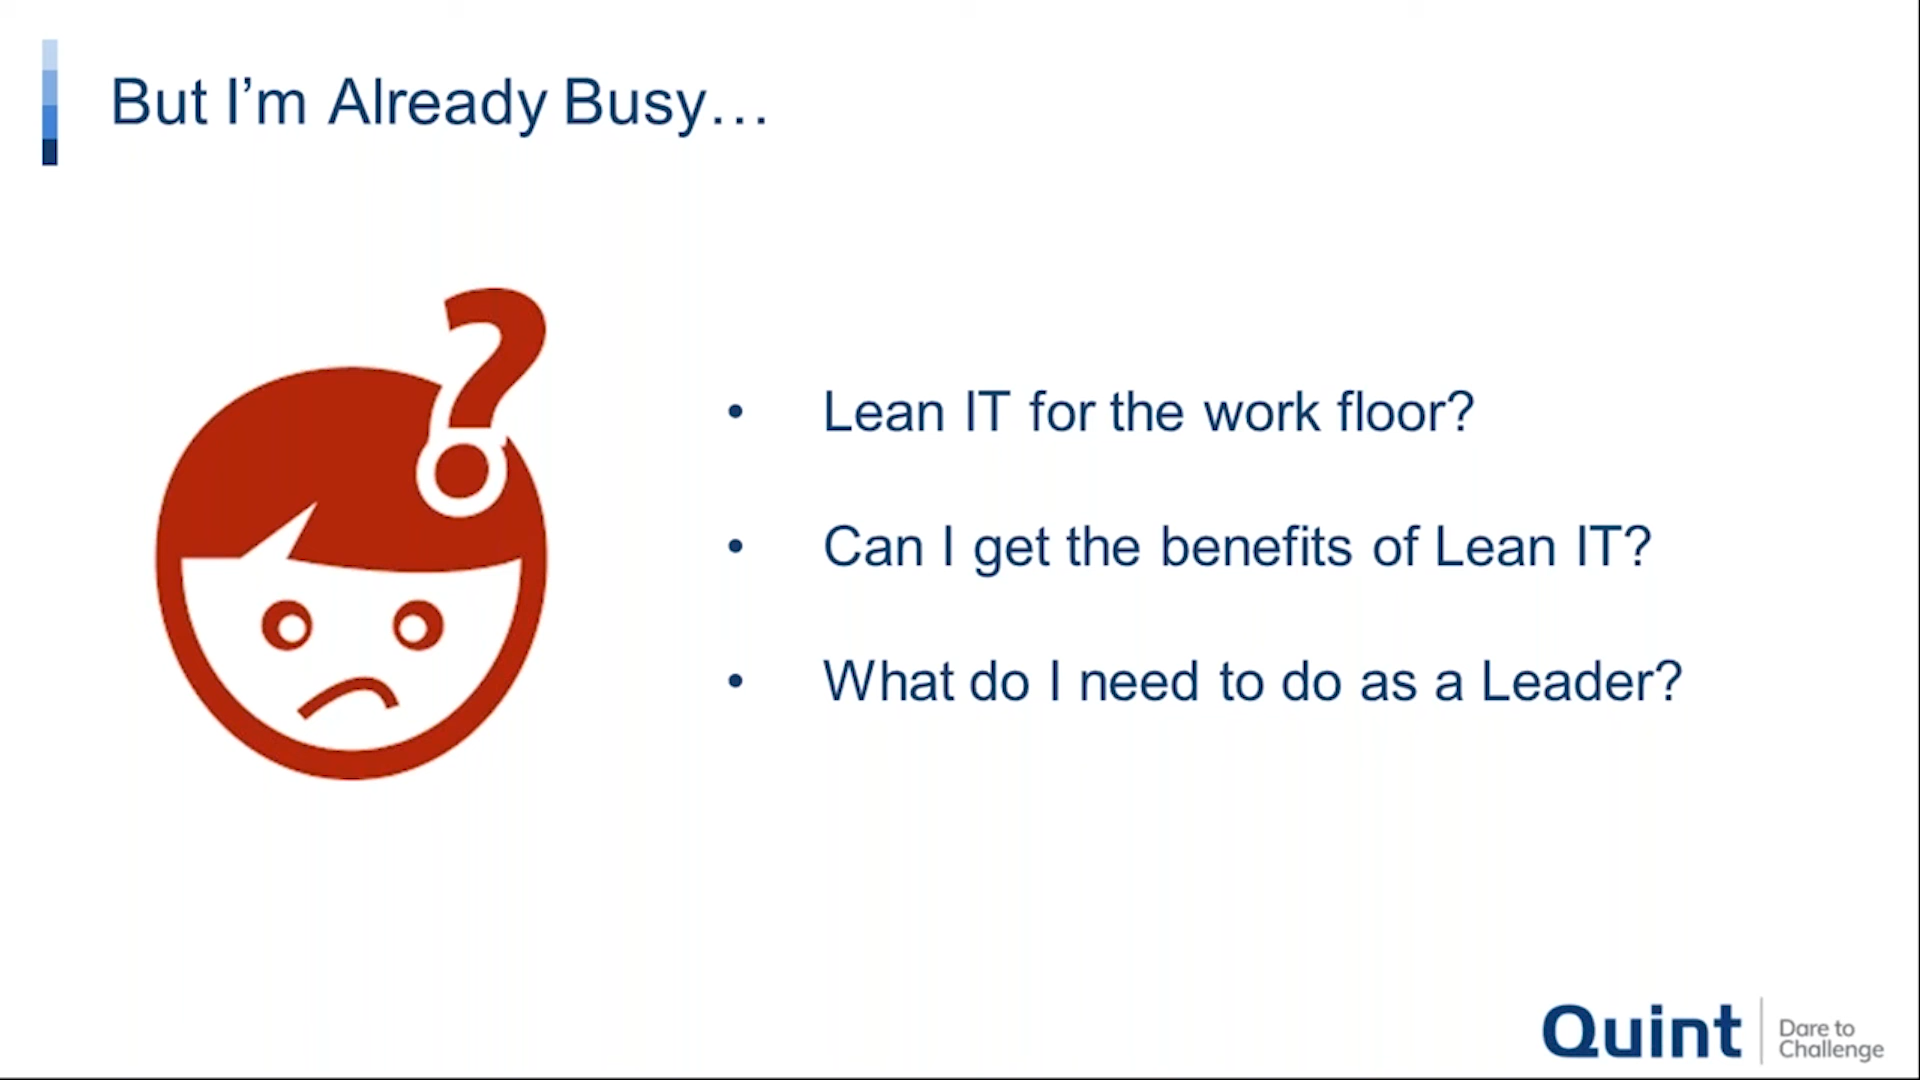 But I’m Already Busy…
?
• Lean IT for the work floor?
• Can I get the benefits of Lean IT?
• What do I need to do as a Leader?
Quint
Dare to
Challenge